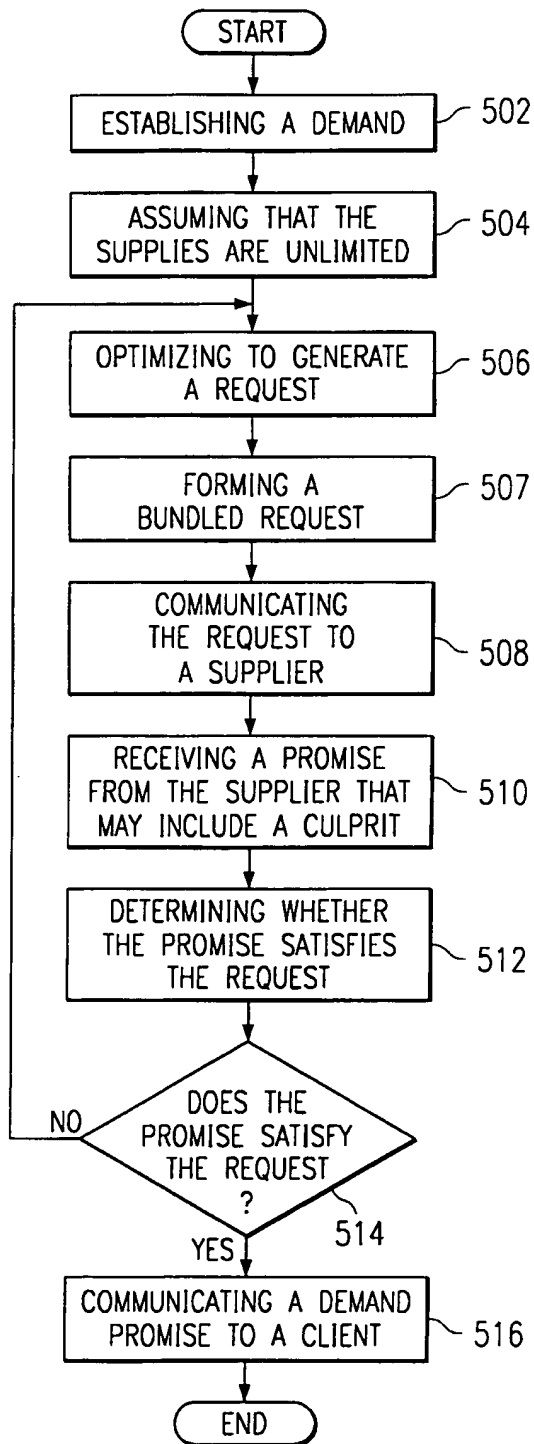 START
ESTABLISHING A DEMAND
502
ASSUMING THAT THE
SUPPLIES ARE UNLIMITED
504
OPTIMIZING TO GENERATE
A REQUEST
506
FORMING A
BUNDLED REQUEST
507
COMMUNICATING
THE REQUEST TO
A SUPPLIER
508
RECEIVING A PROMISE
FROM THE SUPPLIER THAT
MAY INCLUDE A CULPRIT
510
DETERMINING WHETHER
THE PROMISE SATISFIES
THE REQUEST
512
NO
DOES THE
PROMISE SATISFY
THE REQUEST
?
514
YES
COMMUNICATING A DEMAND
PROMISE TO A CLIENT
516
END